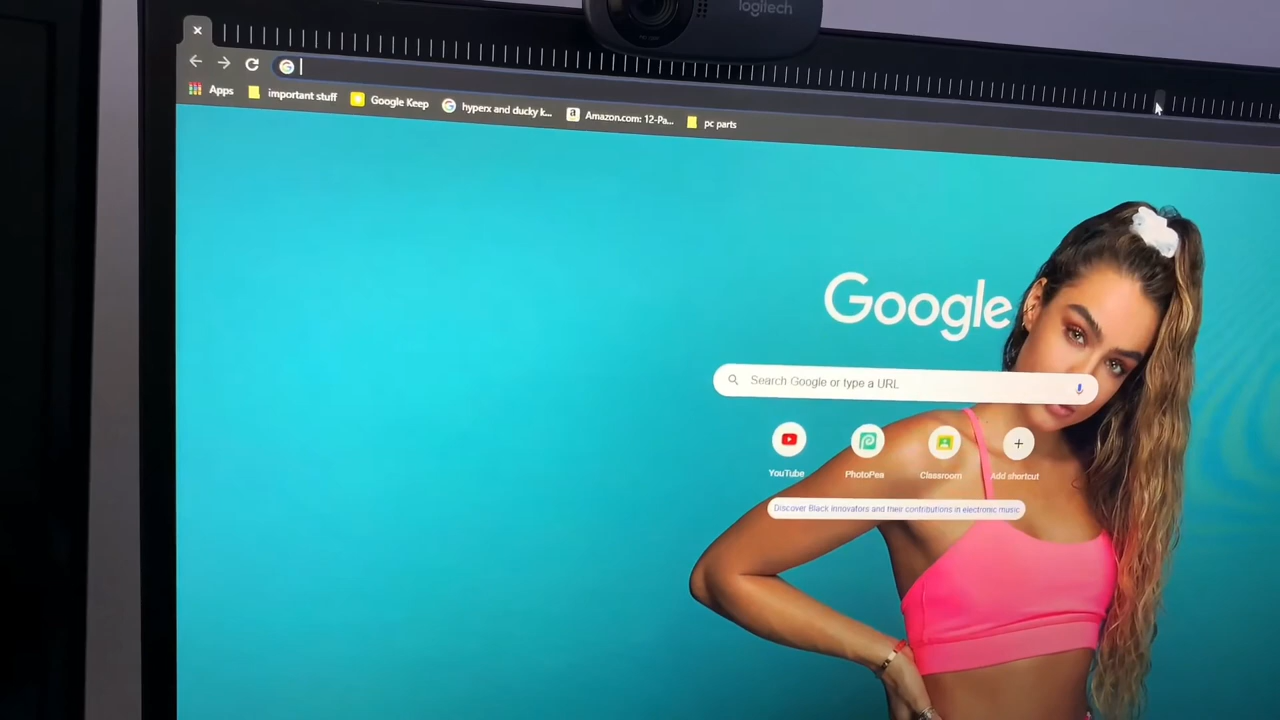 logitech
Apps important stuff Google Keep hyperx and ducky k... Amazon.com: 12-Pa... pc parts
Google
Search Google or type a URL
YouTube PhotoPea Classroom Add shortcut
Discover Black innovators and their contributions in electronic music